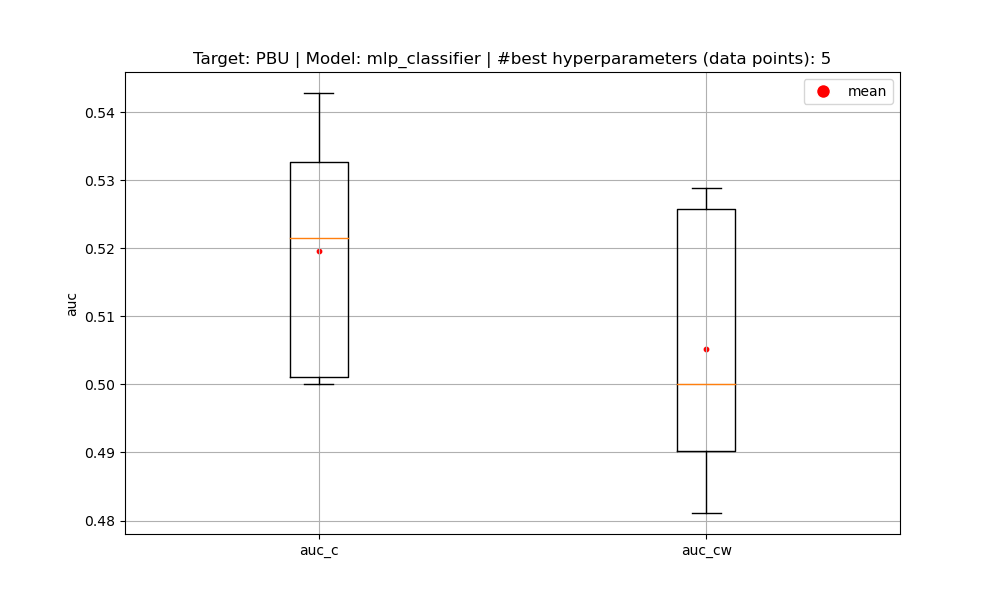 Target: PBU | Model: mlp_classifier | #best hyperparameters (data points): 5
mean
0.54
0.53
0.52
0.51
0.50
0.49
0.48
auc
auc_c
auc_cw